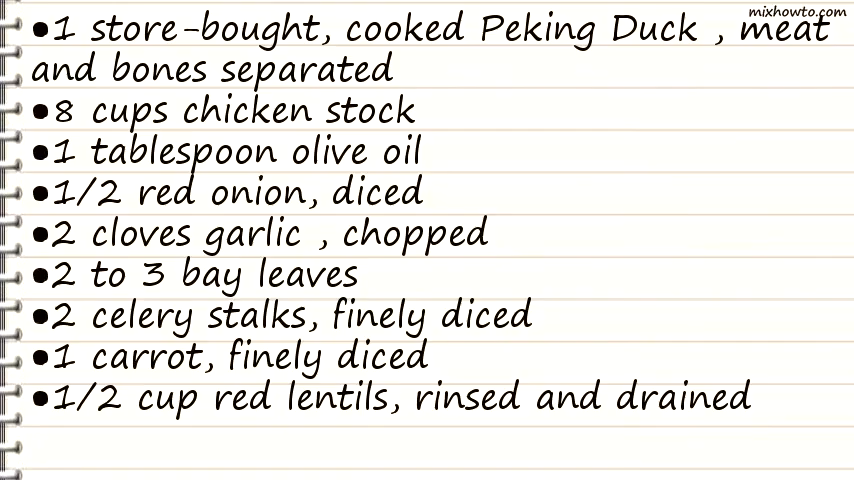 mixhowto.com
•1 store-bought, cooked Peking Duck , meat
and bones separated
•8 cups chicken stock
•1 tablespoon olive oil
•1/2 red onion, diced
•2 cloves garlic , chopped
•2 to 3 bay leaves
•2 celery stalks, finely diced
•1 carrot, finely diced
•1/2 cup red lentils, rinsed and drained